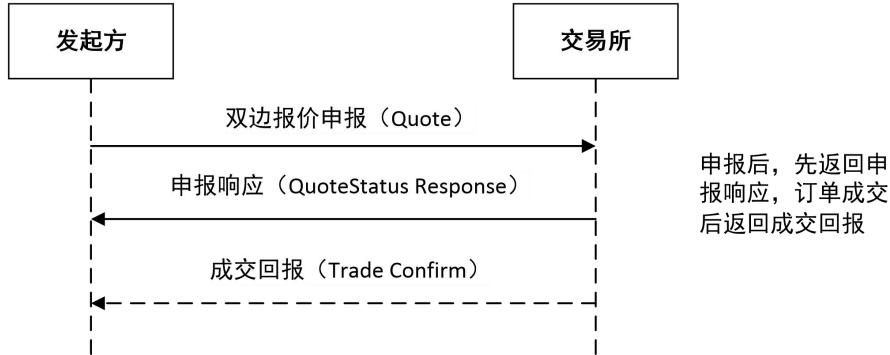 发起方
交易所
双边报价申报（Quote）
申报响应（QuoteStatus Response）
成交回报（Trade Confirm）
申报后，先返回申
报响应，订单成交
后返回成交回报